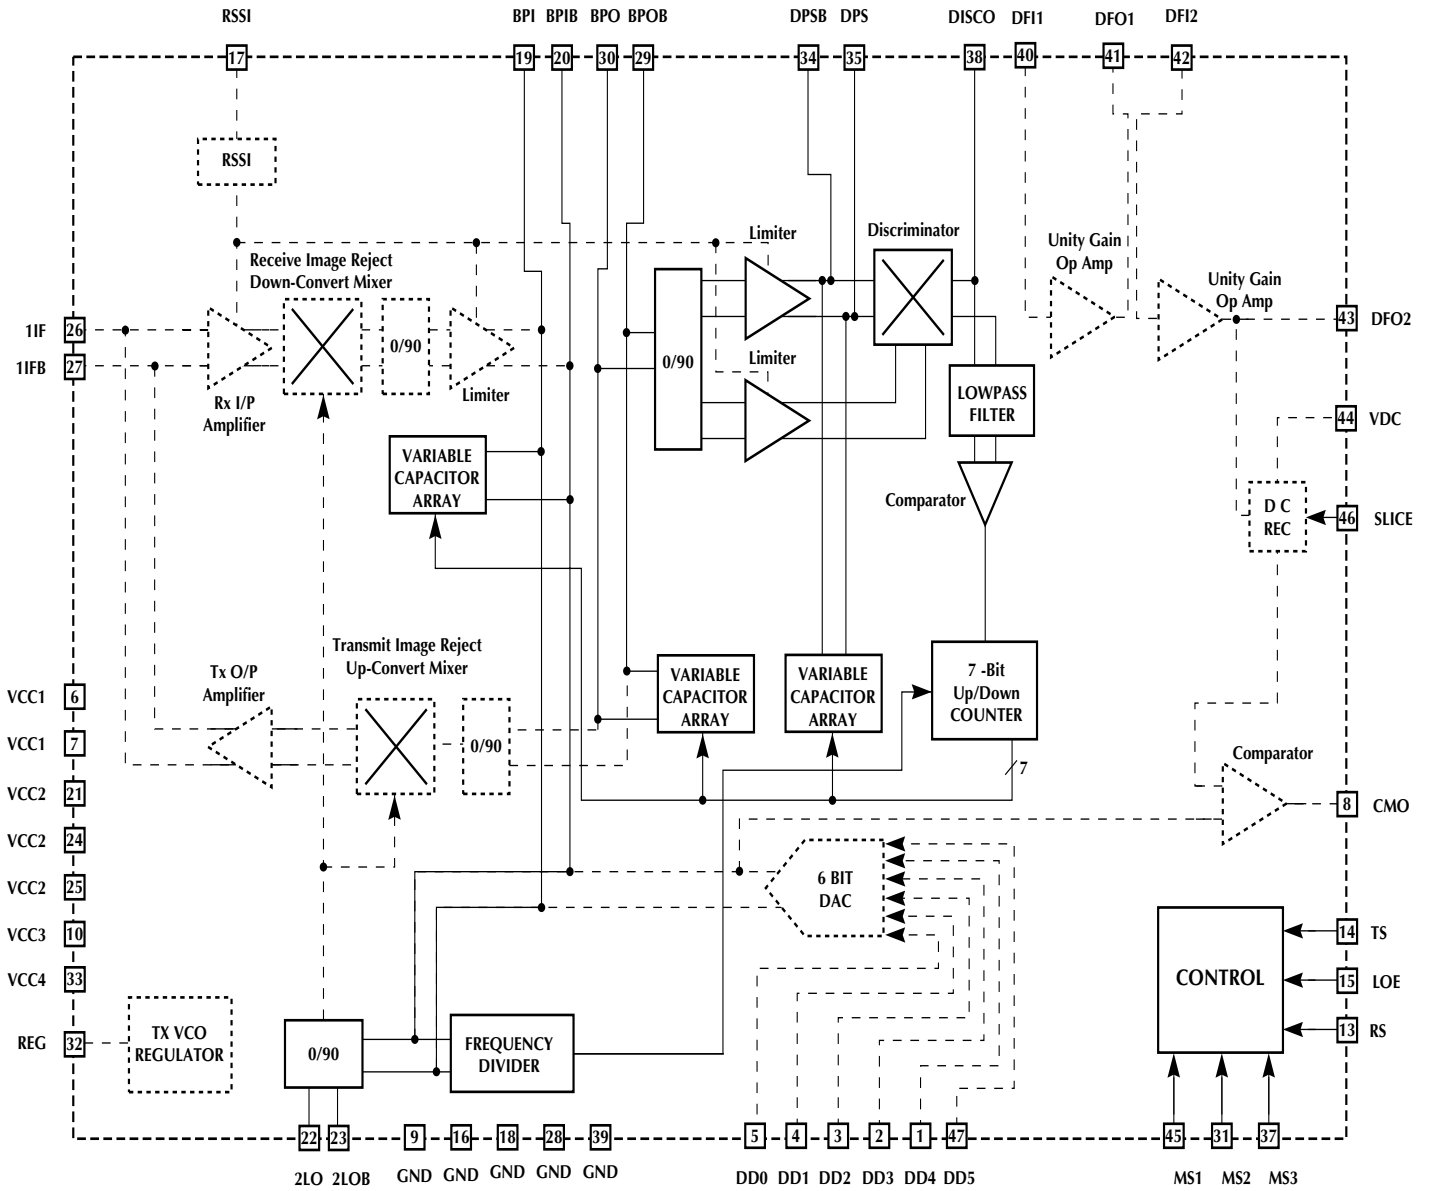 RSSI
BPI
BPIB
BPO
BPOB
DPSB
DPS
DISCO
DFI1
DFO1
DFI2
17
19
20
30
29
34
35
38
40
41
42
RSSI
Receive Image Reject
Down-Convert Mixer
Limiter
Discriminator
Unity Gain
Op Amp
Unity Gain
Op Amp
1IF
26
1IFB
27
0/90
Rx I/P
Amplifier
Limiter
0/90
Limiter
43
DFO2
LOWPASS
FILTER
44
VDC
VARIABLE
CAPACITOR
ARRAY
Comparator
D C
REC
46
SLICE
Transmit Image Reject
Up-Convert Mixer
Tx O/P
Amplifier
0/90
VARIABLE
CAPACITOR
ARRAY
VARIABLE
CAPACITOR
ARRAY
7 -Bit
Up/Down
COUNTER
7
Comparator
8
CMO
VCC1
6
VCC1
7
VCC2
21
VCC2
24
VCC2
25
VCC3
10
VCC4
33
REG
32
6 BIT
DAC
TX VCO
REGULATOR
0/90
FREQUENCY
DIVIDER
CONTROL
14
TS
15
LOE
13
RS
22
23
9
16
18
28
39
5
4
3
2
1
47
45
31
37
2LO
2LOB
GND
GND
GND
GND
GND
DD0
DD1
DD2
DD3
DD4
DD5
MS1
MS2
MS3